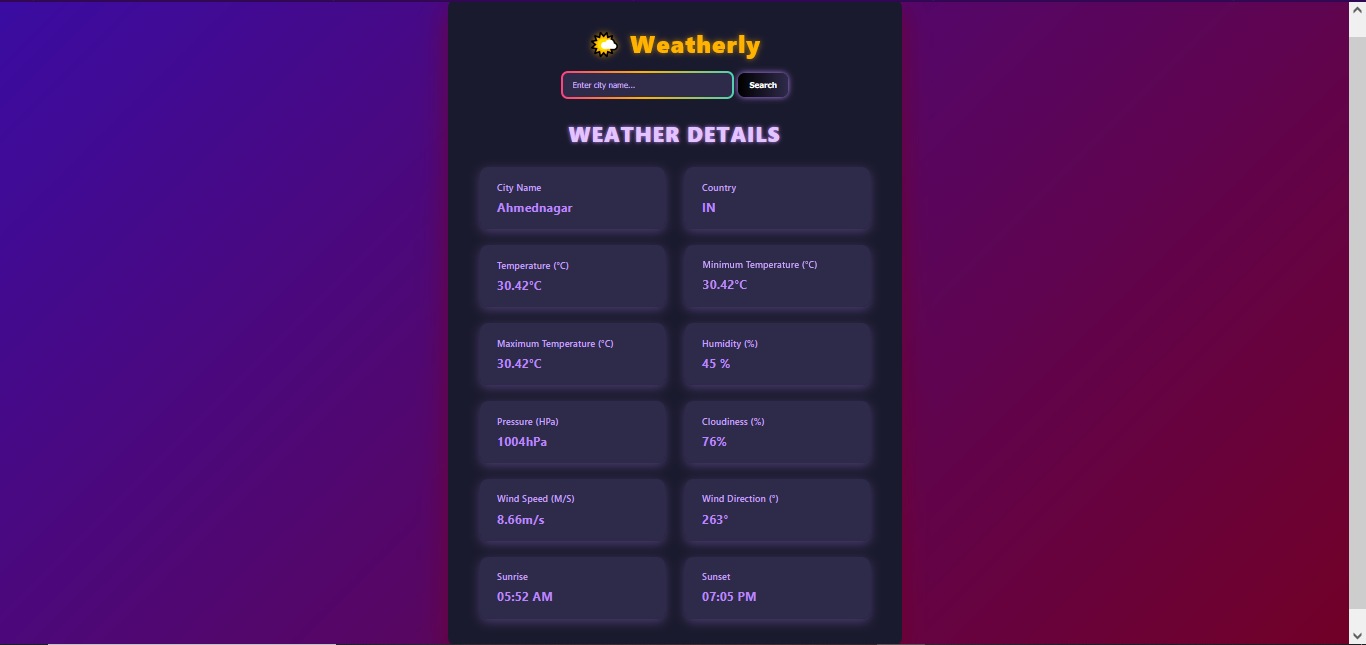 Weatherly
Enter city name...
Search
WEATHER DETAILS
City Name
Ahmednagar
Country
IN
Temperature (°C)
30.42°C
Minimum Temperature (°C)
30.42°C
Maximum Temperature (°C)
30.42°C
Humidity (%)
45 %
Pressure (HPa)
1004hPa
Cloudiness (%)
76%
Wind Speed (M/S)
8.66m/s
Wind Direction (°)
263°
Sunrise
05:52 AM
Sunset
07:05 PM